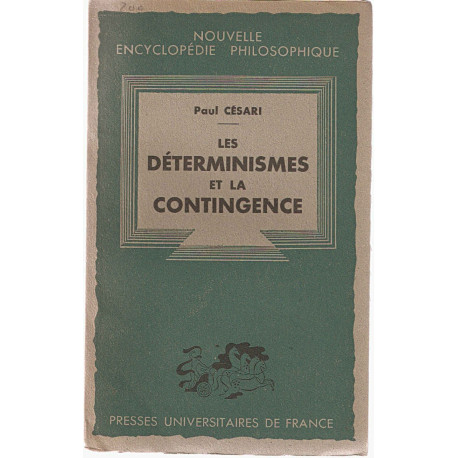 NOUVELLE
ENCYCLOPÉDIE PHILOSOPHIQUE
Paul CÉSARI
LES
DÉTERMINISMES
ET LA
CONTINGENCE
PRESSES UNIVERSITAIRES DE FRANCE